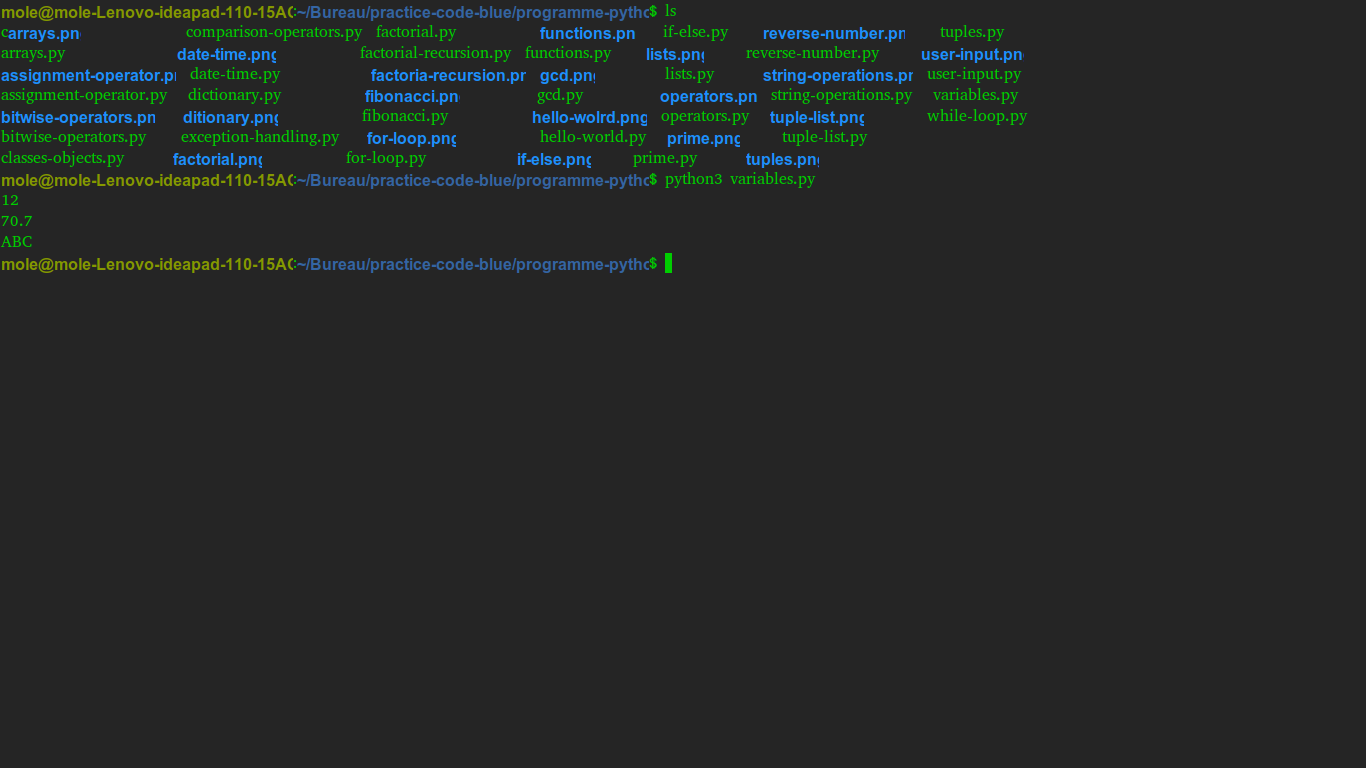 mole@mole-Lenovo-ideapad-110-15AC:~/Bureau/practice-code-blue/programme-pytho$ ls
arrays.pn comparison-operators.py factorial.py functions.pn if-else.py reverse-number.pn tuples.py
arrays.py date-time.png factorial-recursion.py functions.py lists.png reverse-number.py user-input.png
assignment-operator.pn date-time.py factoria-recursion.pr gcd.png lists.py string-operations.pr user-input.py
assignment-operator.py dictionary.py fibonacci.pn gcd.py operators.pn string-operations.py variables.py
bitwise-operators.pn ditionary.png fibonacci.py hello-wolrd.png operators.py tuple-list.png while-loop.py
bitwise-operators.py exception-handling.py for-loop.png hello-world.py prime.png tuple-list.py
classes-objects.py factorial.png for-loop.py if-else.png prime.py tuples.png
mole@mole-Lenovo-ideapad-110-15AC:~/Bureau/practice-code-blue/programme-pytho$ python3 variables.py
12
70.7
ABC
mole@mole-Lenovo-ideapad-110-15AC:~/Bureau/practice-code-blue/programme-pytho$